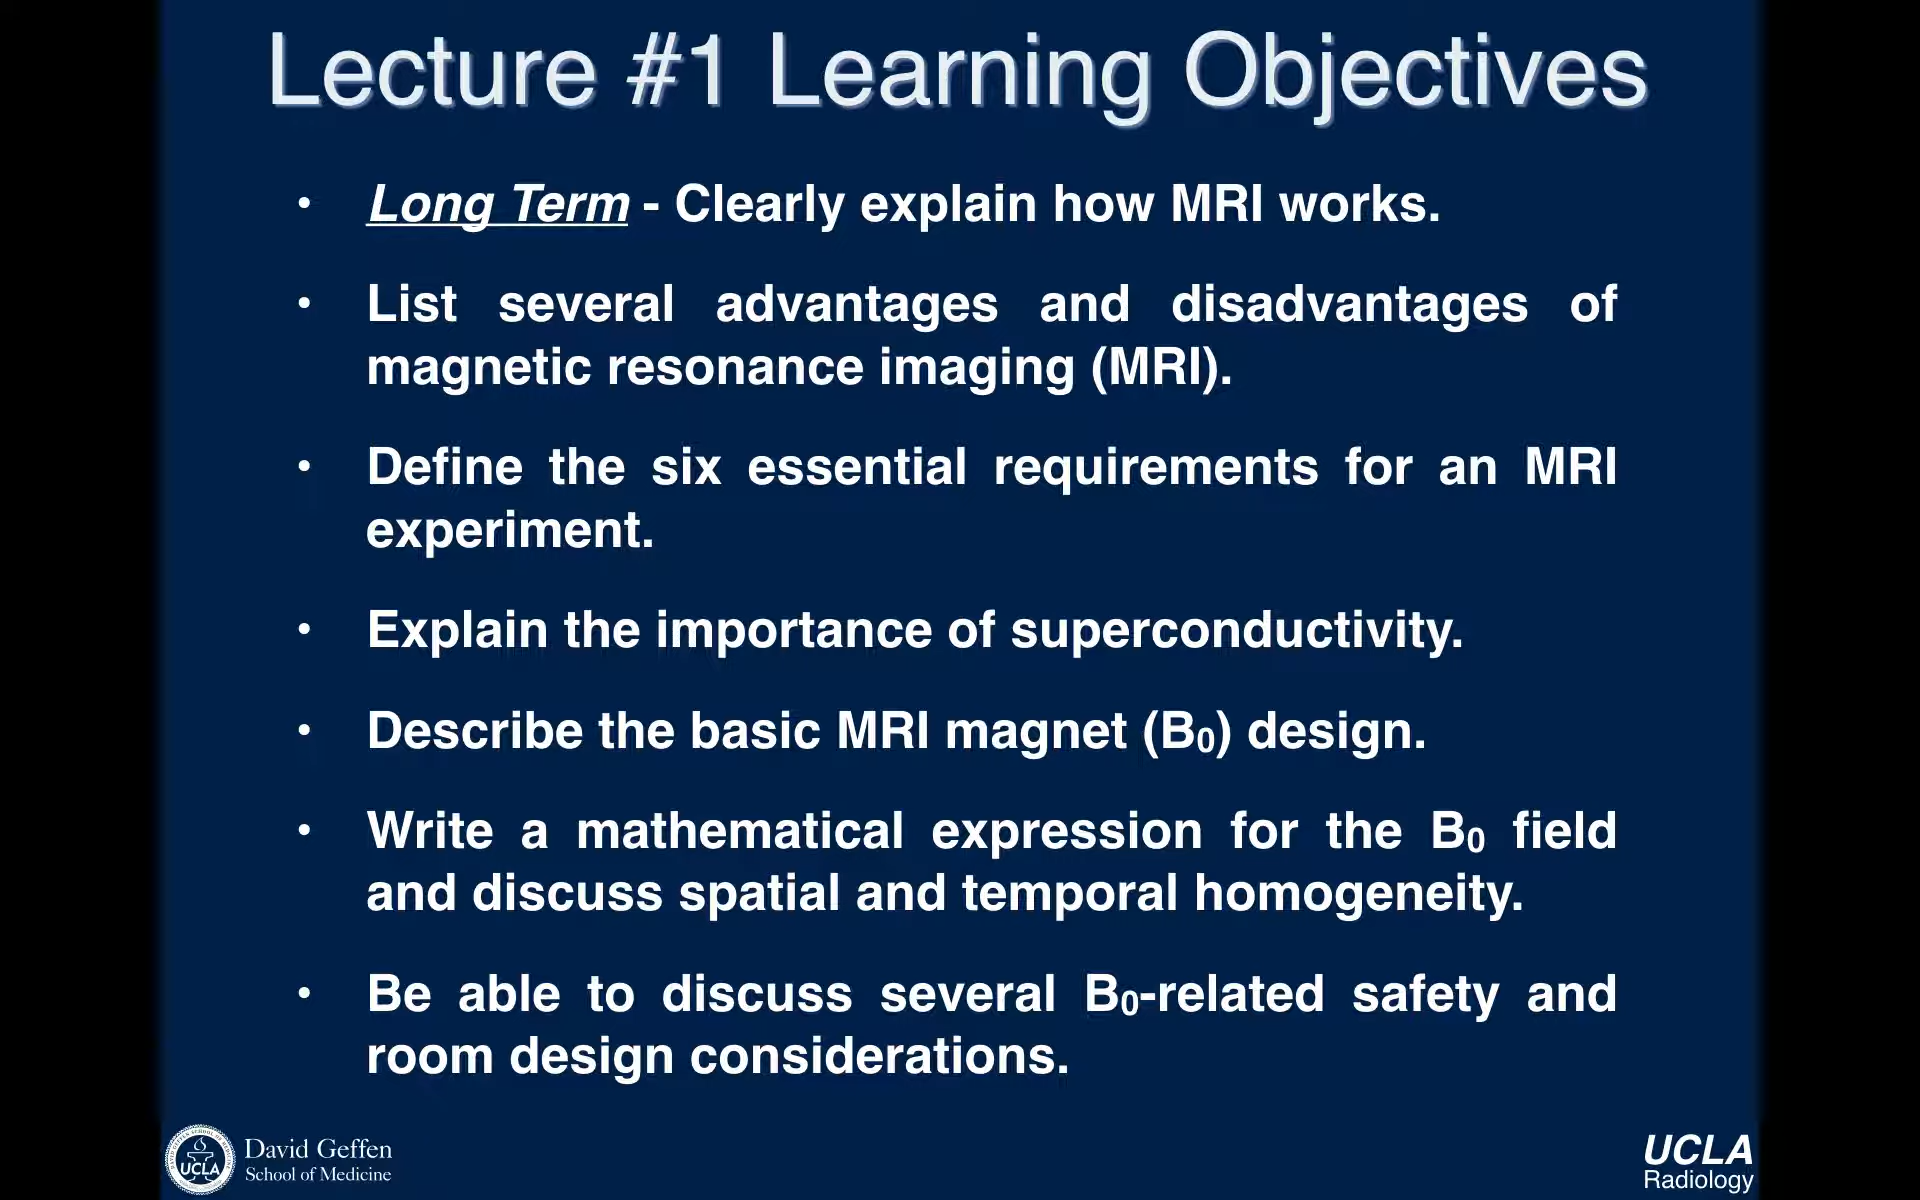 Lecture #1 Learning Objectives
• Long Term - Clearly explain how MRI works.
• List several advantages and disadvantages of
magnetic resonance imaging (MRI).
• Define the six essential requirements for an MRI
experiment.
• Explain the importance of superconductivity.
• Describe the basic MRI magnet (B₀) design.
• Write a mathematical expression for the B₀ field
and discuss spatial and temporal homogeneity.
• Be able to discuss several B₀-related safety and
room design considerations.
UCLA
David Geffen
School of Medicine
UCLA
Radiology